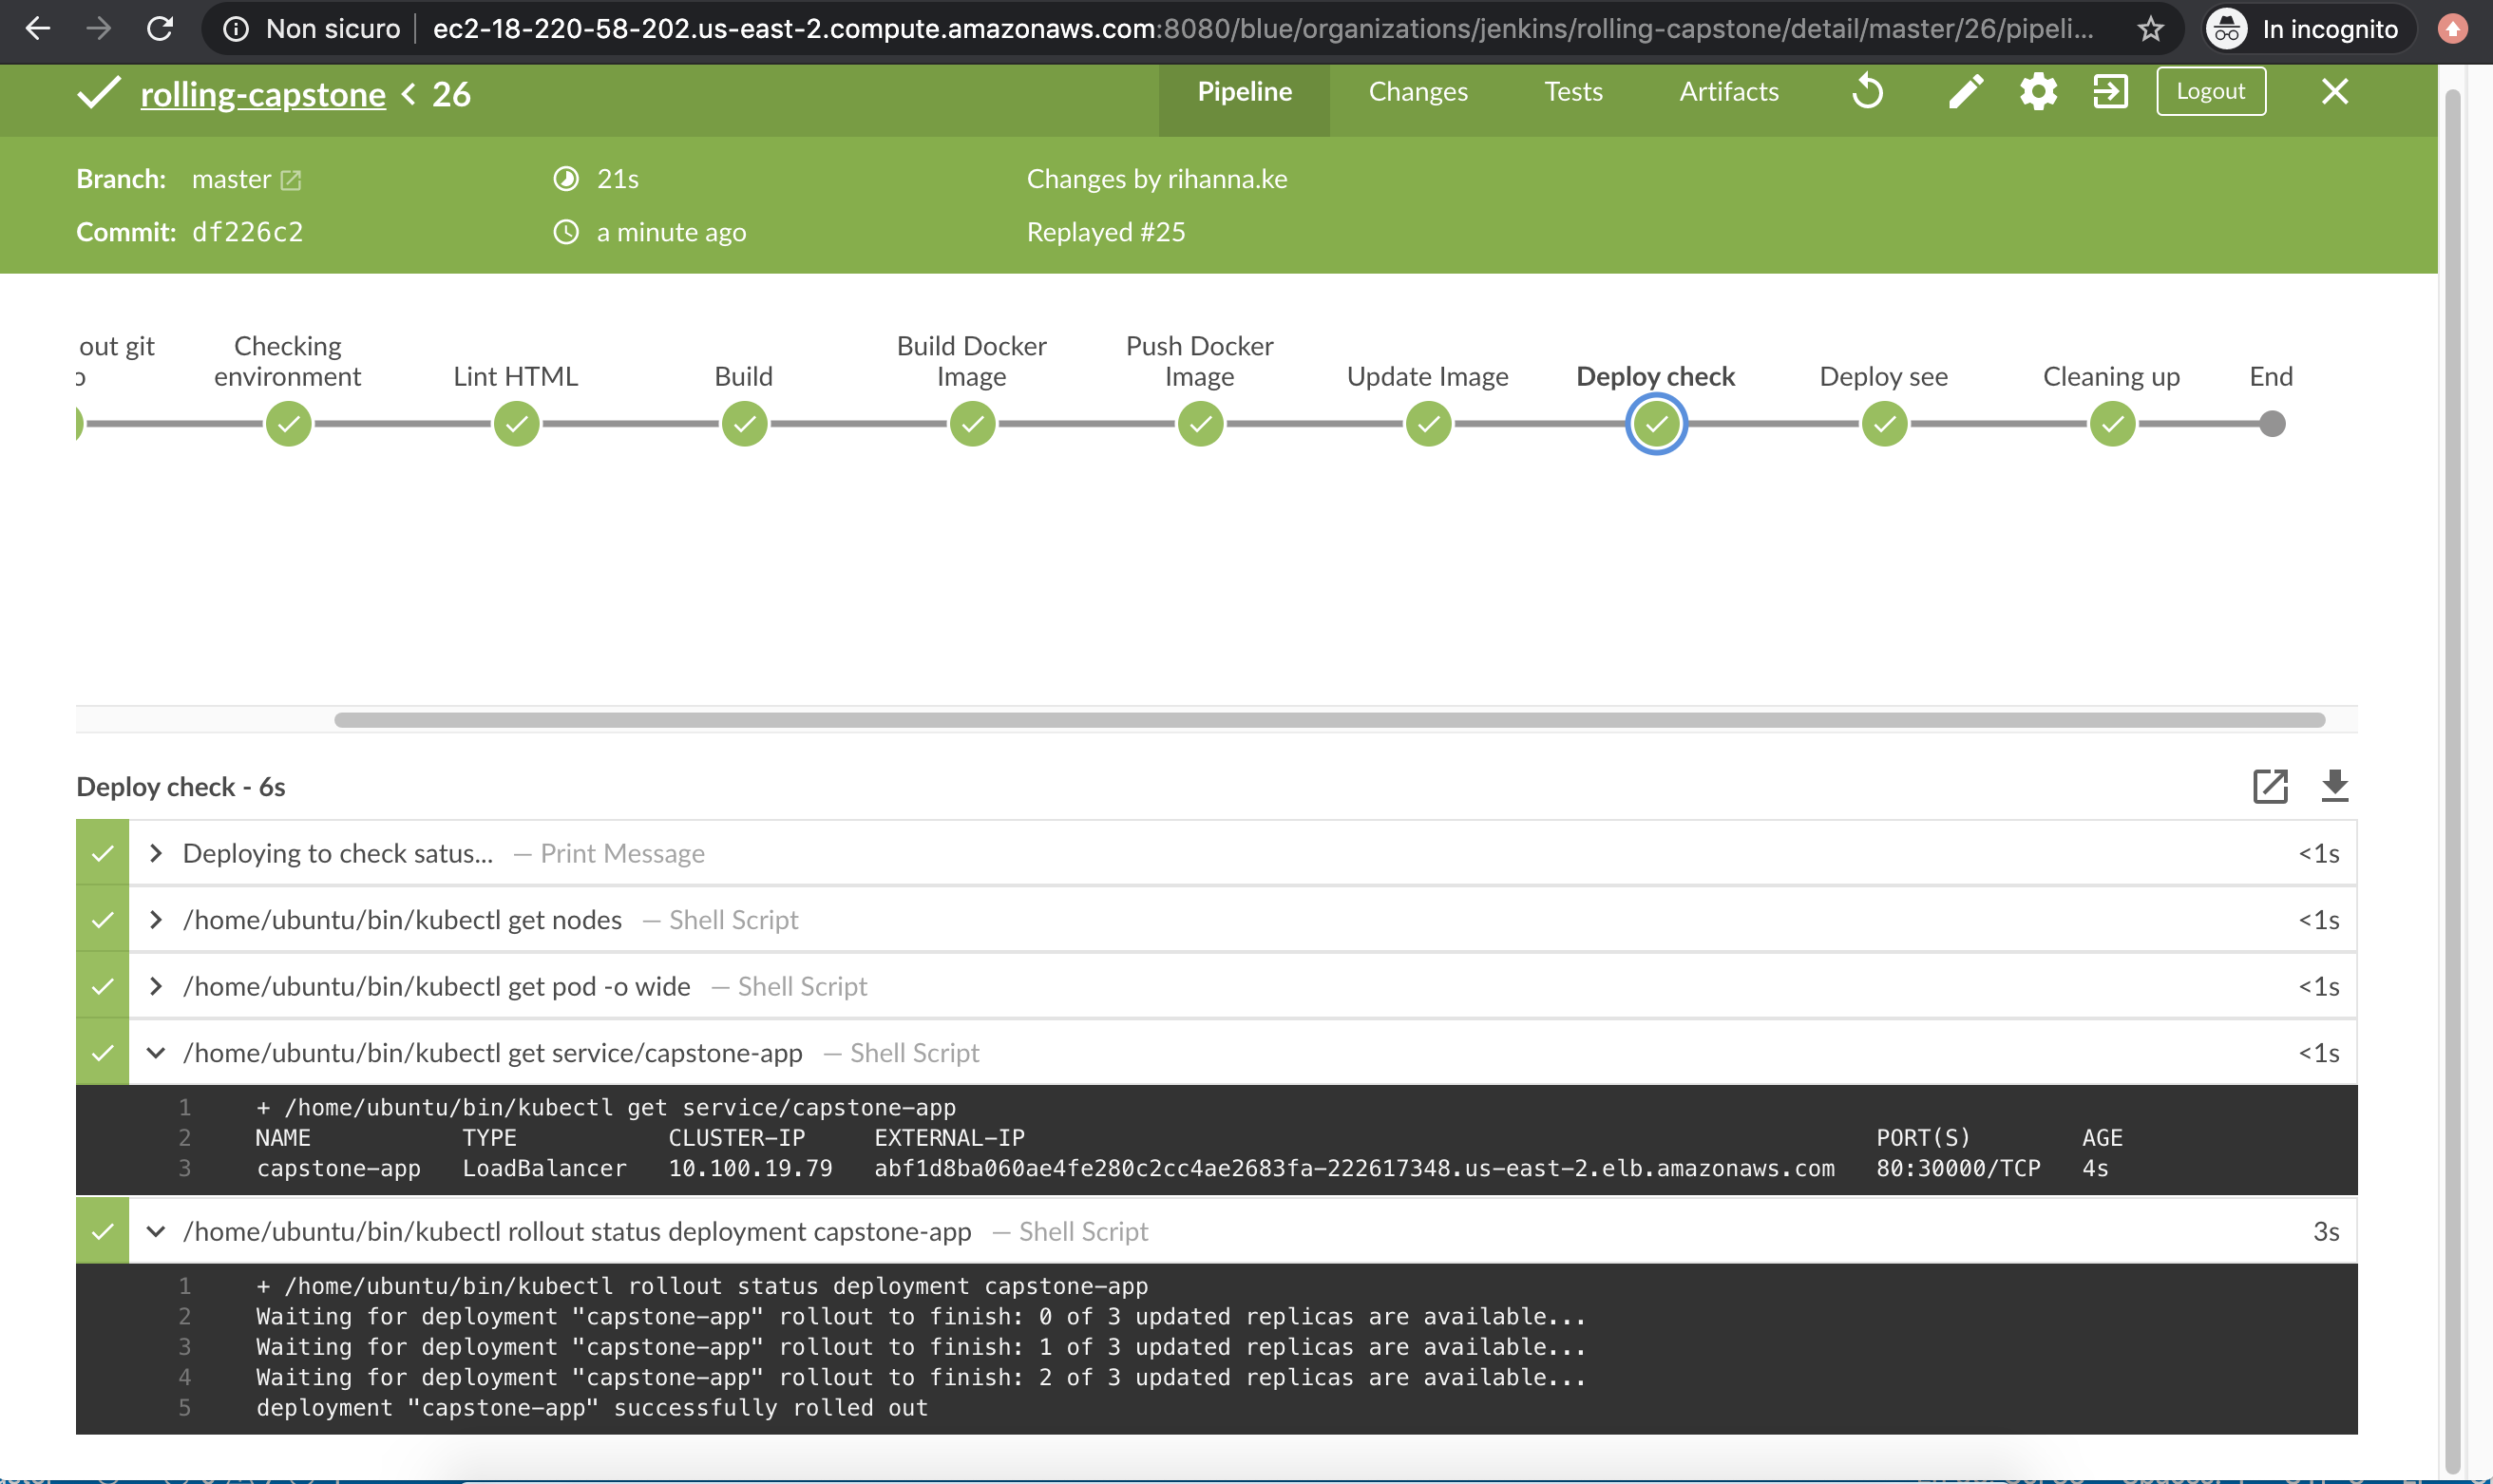 Non sicuro ec2-18-220-58-202.us-east-2.compute.amazonaws.com:8080/blue/organizations/jenkins/rolling-capstone/detail/master/26/pipeli... In incognito
rolling-capstone < 26 Pipeline Changes Tests Artifacts Logout
Branch: master 21s Changes by rihanna.ke
Commit: df226c2 a minute ago Replayed #25
out git Checking Build Docker Push Docker
o environment Lint HTML Build Image Image Update Image Deploy check Deploy see Cleaning up End
Deploy check - 6s
Deploying to check satus... — Print Message <1s
/home/ubuntu/bin/kubectl get nodes — Shell Script <1s
/home/ubuntu/bin/kubectl get pod -o wide — Shell Script <1s
/home/ubuntu/bin/kubectl get service/capstone-app — Shell Script <1s
1 + /home/ubuntu/bin/kubectl get service/capstone-app
2 NAME TYPE CLUSTER-IP EXTERNAL-IP PORT(S) AGE
3 capstone-app LoadBalancer 10.100.19.79 abf1d8ba060ae4fe280c2cc4ae2683fa-222617348.us-east-2.elb.amazonaws.com 80:30000/TCP 4s
/home/ubuntu/bin/kubectl rollout status deployment capstone-app — Shell Script 3s
1 + /home/ubuntu/bin/kubectl rollout status deployment capstone-app
2 Waiting for deployment "capstone-app" rollout to finish: 0 of 3 updated replicas are available...
3 Waiting for deployment "capstone-app" rollout to finish: 1 of 3 updated replicas are available...
4 Waiting for deployment "capstone-app" rollout to finish: 2 of 3 updated replicas are available...
5 deployment "capstone-app" successfully rolled out